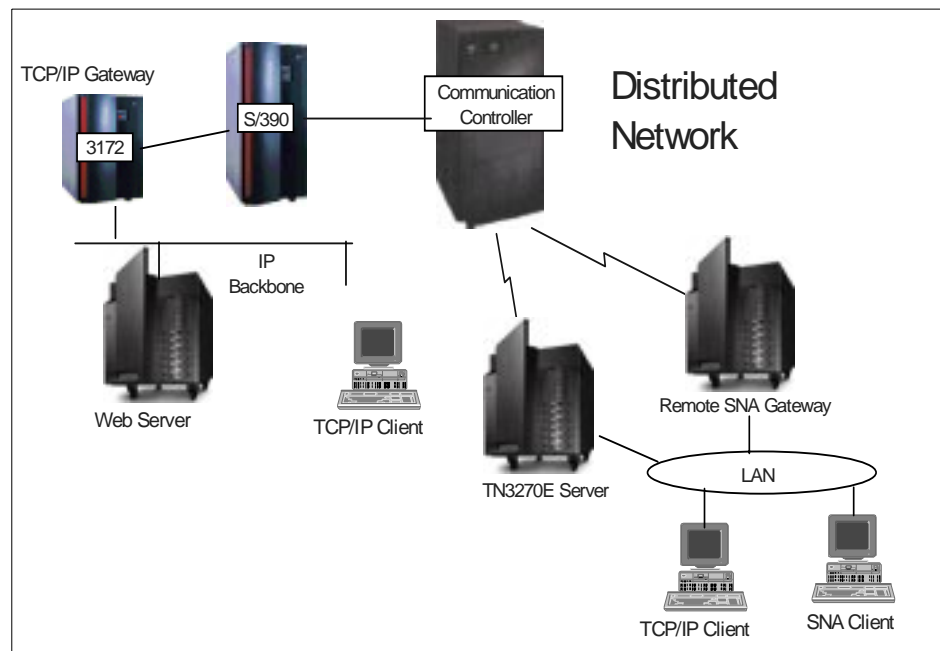 TCP/IP Gateway
3172
S/390
Communication
Controller
Distributed
Network
IP
Backbone
Web Server
TCP/IP Client
TN3270E Server
Remote SNA Gateway
LAN
TCP/IP Client
SNA Client